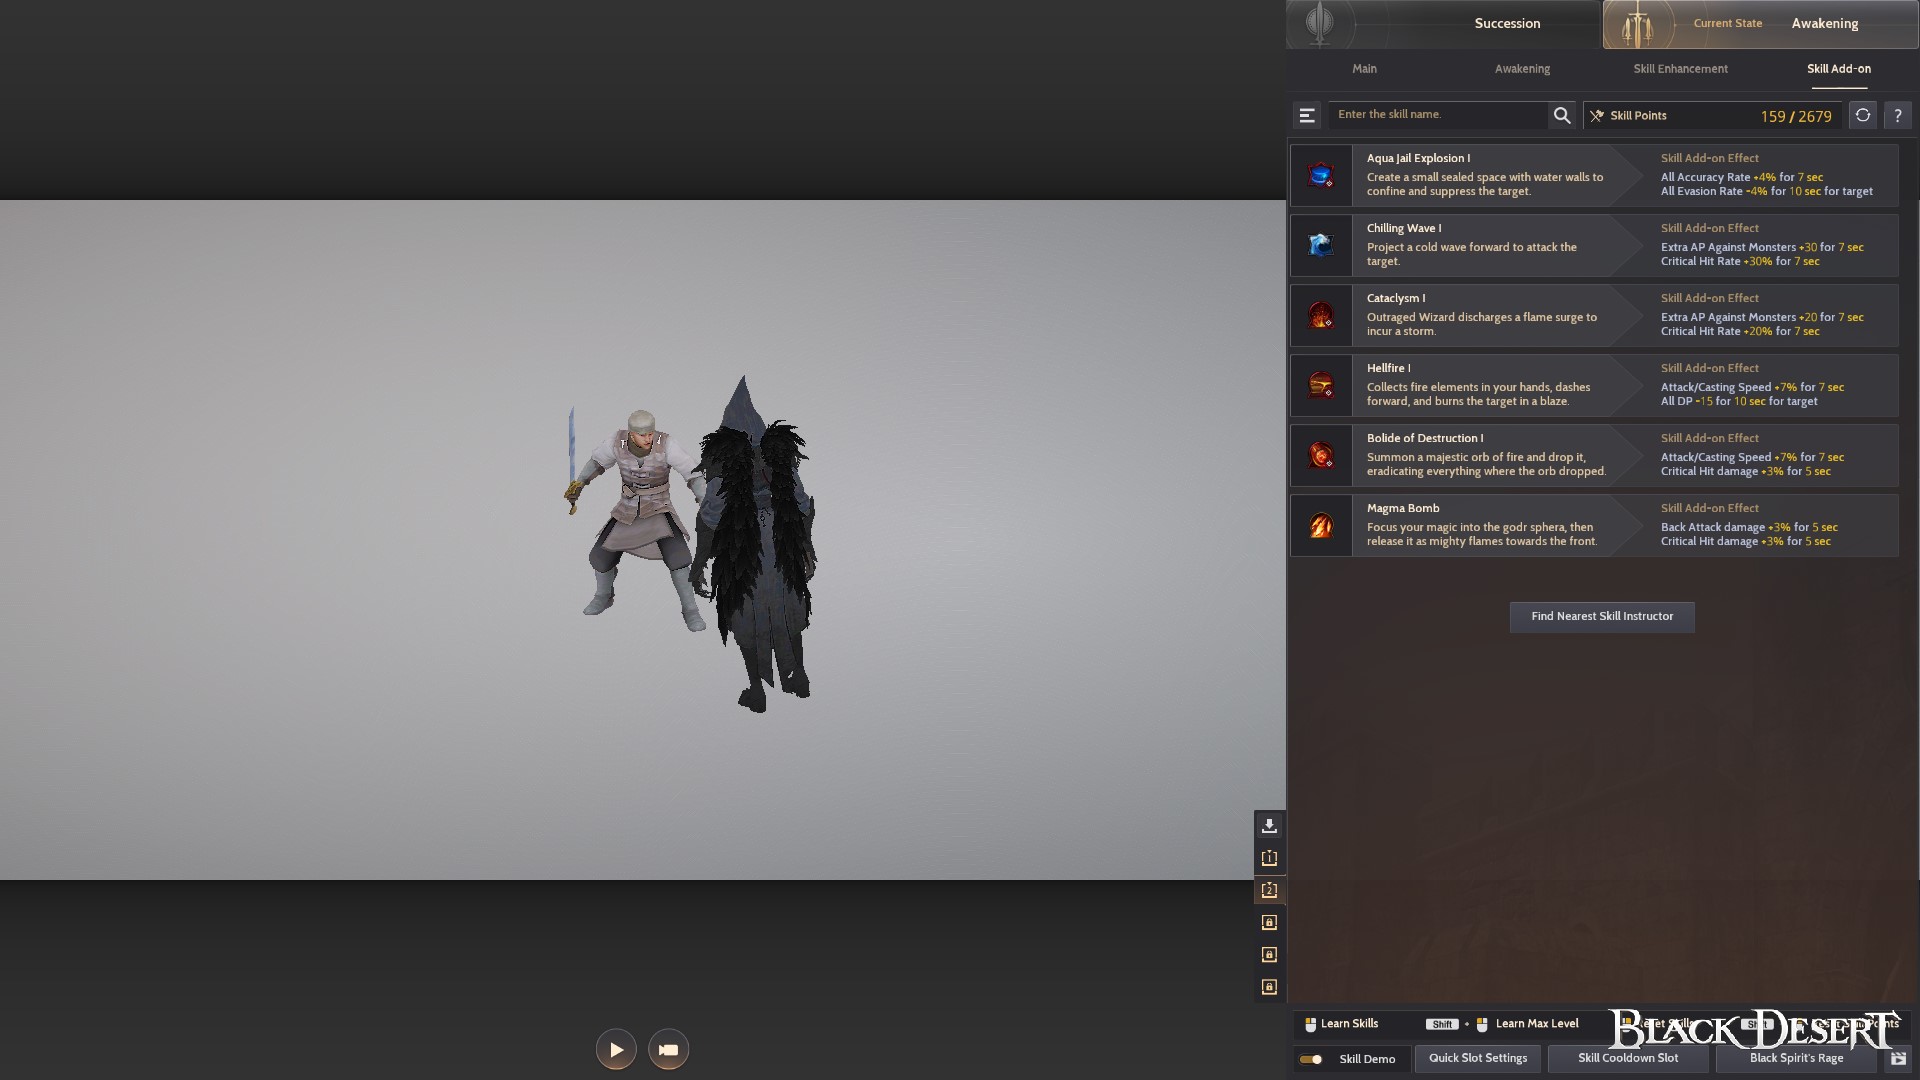 Succession
Current State Awakening
Main Awakening Skill Enhancement Skill Add-on
Enter the skill name. Skill Points 159 / 2679 ?
Aqua Jail Explosion I
Create a small sealed space with water walls to
confine and suppress the target.
Skill Add-on Effect
All Accuracy Rate +4% for 7 sec
All Evasion Rate -4% for 10 sec for target
Chilling Wave I
Project a cold wave forward to attack the
target.
Skill Add-on Effect
Extra AP Against Monsters +30 for 7 sec
Critical Hit Rate +30% for 7 sec
Cataclysm I
Outraged Wizard discharges a flame surge to
incur a storm.
Skill Add-on Effect
Extra AP Against Monsters +20 for 7 sec
Critical Hit Rate +20% for 7 sec
Hellfire I
Collects fire elements in your hands, dashes
forward, and burns the target in a blaze.
Skill Add-on Effect
Attack/Casting Speed +7% for 7 sec
All DP -15 for 10 sec for target
Bolide of Destruction I
Summon a majestic orb of fire and drop it,
eradicating everything where the orb dropped.
Skill Add-on Effect
Attack/Casting Speed +7% for 7 sec
Critical Hit damage +3% for 5 sec
Magma Bomb
Focus your magic into the godr sphera, then
release it as mighty flames towards the front.
Skill Add-on Effect
Back Attack damage +3% for 5 sec
Critical Hit damage +3% for 5 sec
Find Nearest Skill Instructor
1
2
Learn Skills Shift + Learn Max Level
BLACK DESERT
Skill Demo Quick Slot Settings Skill Cooldown Slot Black Spirit's Rage